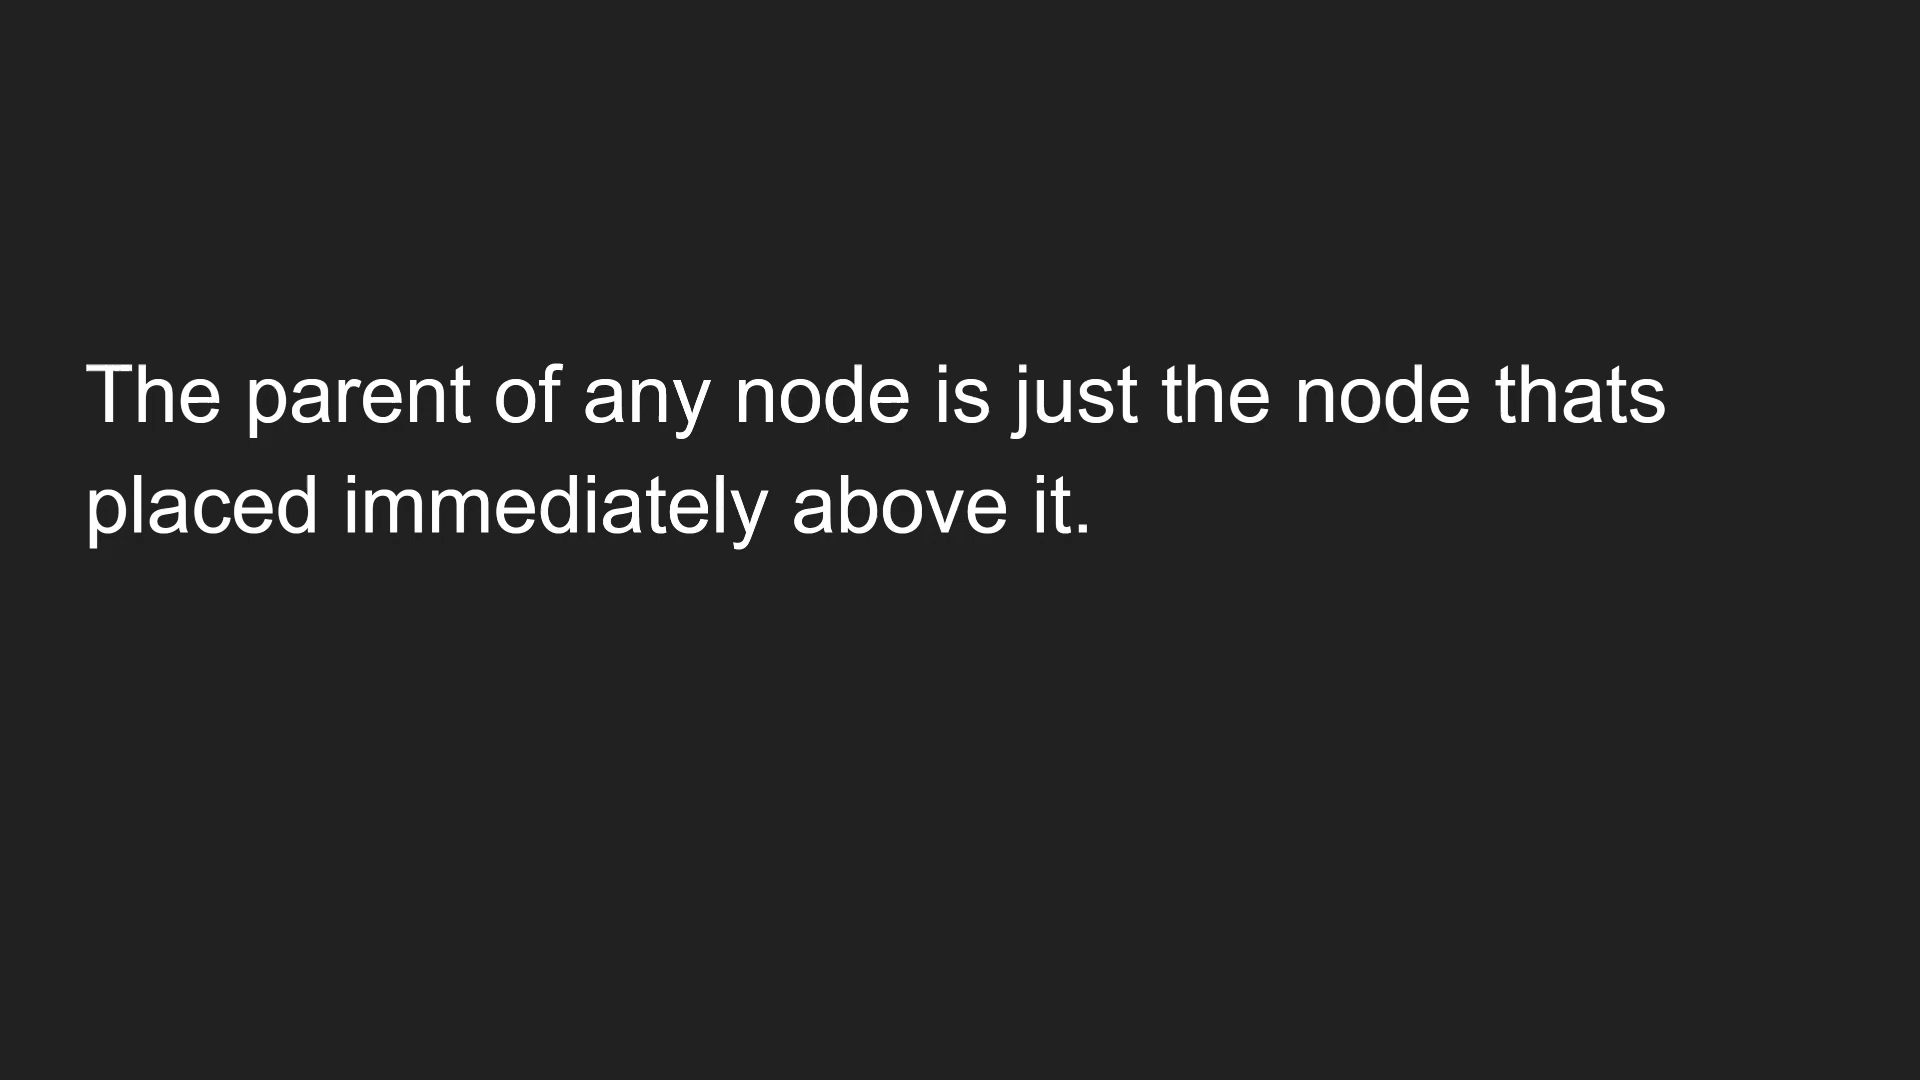 The parent of any node is just the node thats
placed immediately above it.